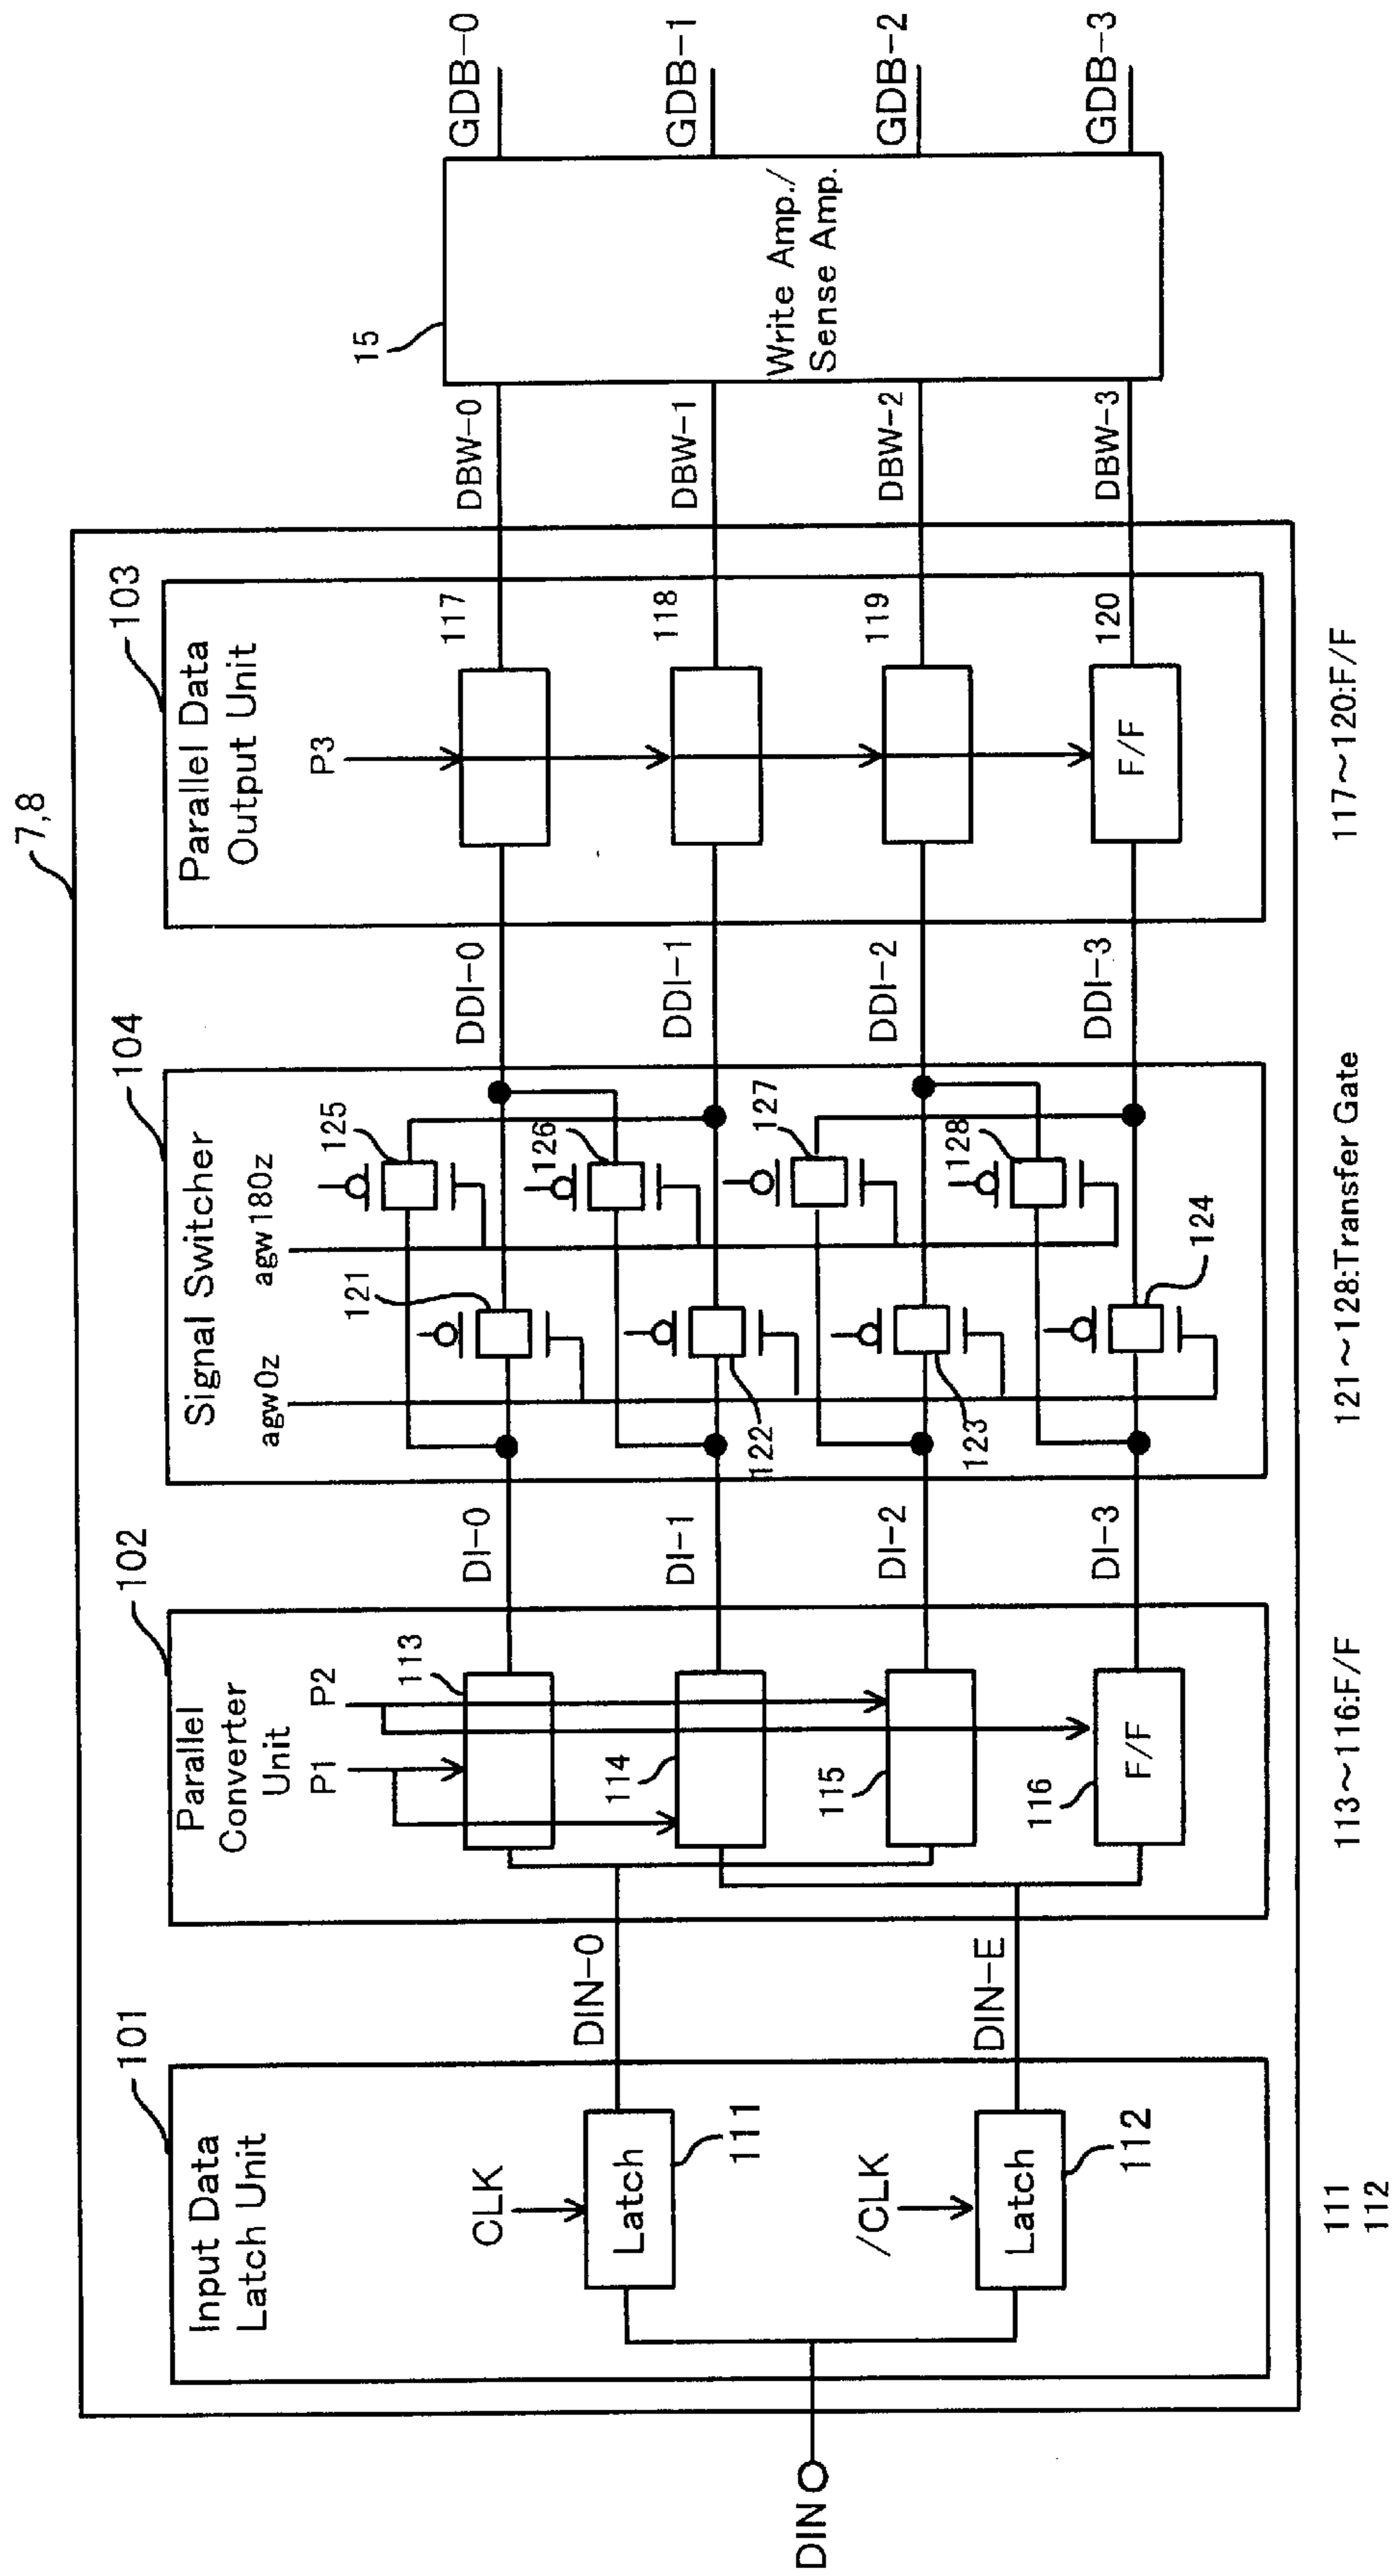 7,8
101
Input Data
Latch Unit
CLK
Latch
111
/CLK
Latch
112
DIN
DIN-O
DIN-E
102
Parallel
Converter
Unit
P1
P2
113
114
115
116
F/F
DI-0
DI-1
DI-2
DI-3
104
Signal Switcher
agw0z
agw180z
121
122
123
124
125
126
127
128
DDI-0
DDI-1
DDI-2
DDI-3
103
Parallel Data
Output Unit
P3
117
118
119
120
F/F
DBW-0
DBW-1
DBW-2
DBW-3
15
Write Amp./
Sense Amp.
GDB-0
GDB-1
GDB-2
GDB-3
111
112
113~116:F/F
121~128:Transfer Gate
117~120:F/F